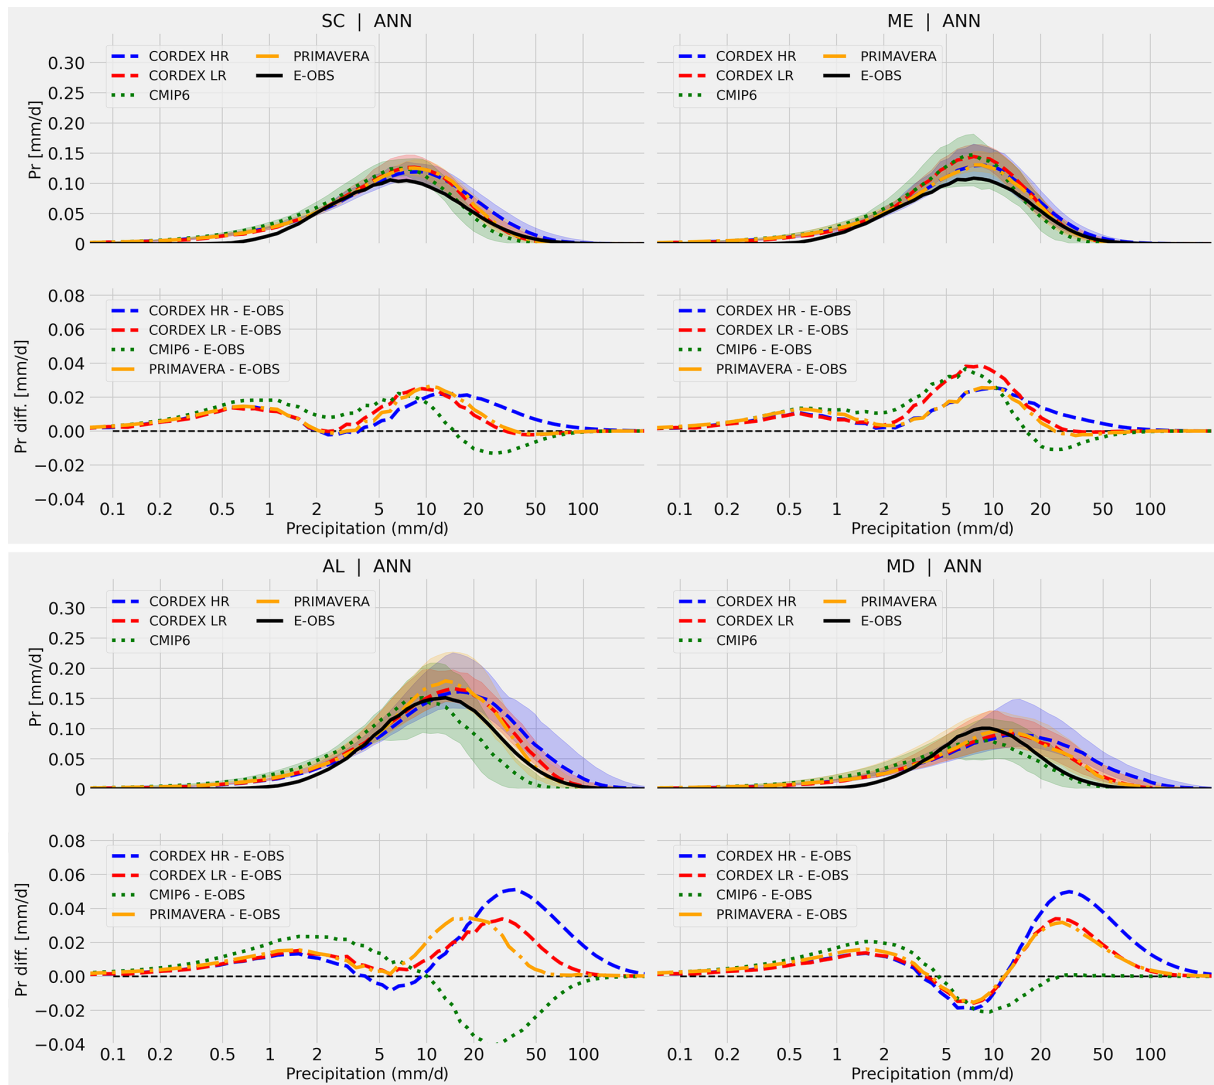 SC | ANN
Pr [mm/d]
0.30
0.25
0.20
0.15
0.10
0.05
0
CORDEX HR PRIMAVERA
CORDEX LR E-OBS
CMIP6
Pr diff. [mm/d]
0.08
0.06
0.04
0.02
0.00
−0.02
−0.04
CORDEX HR - E-OBS
CORDEX LR - E-OBS
CMIP6 - E-OBS
PRIMAVERA - E-OBS
0.1 0.2 0.5 1 2 5 10 20 50 100
Precipitation (mm/d)
ME | ANN
CORDEX HR PRIMAVERA
CORDEX LR E-OBS
CMIP6
CORDEX HR - E-OBS
CORDEX LR - E-OBS
CMIP6 - E-OBS
PRIMAVERA - E-OBS
0.1 0.2 0.5 1 2 5 10 20 50 100
Precipitation (mm/d)
AL | ANN
Pr [mm/d]
0.30
0.25
0.20
0.15
0.10
0.05
0
CORDEX HR PRIMAVERA
CORDEX LR E-OBS
CMIP6
Pr diff. [mm/d]
0.08
0.06
0.04
0.02
0.00
−0.02
−0.04
CORDEX HR - E-OBS
CORDEX LR - E-OBS
CMIP6 - E-OBS
PRIMAVERA - E-OBS
0.1 0.2 0.5 1 2 5 10 20 50 100
Precipitation (mm/d)
MD | ANN
CORDEX HR PRIMAVERA
CORDEX LR E-OBS
CMIP6
CORDEX HR - E-OBS
CORDEX LR - E-OBS
CMIP6 - E-OBS
PRIMAVERA - E-OBS
0.1 0.2 0.5 1 2 5 10 20 50 100
Precipitation (mm/d)